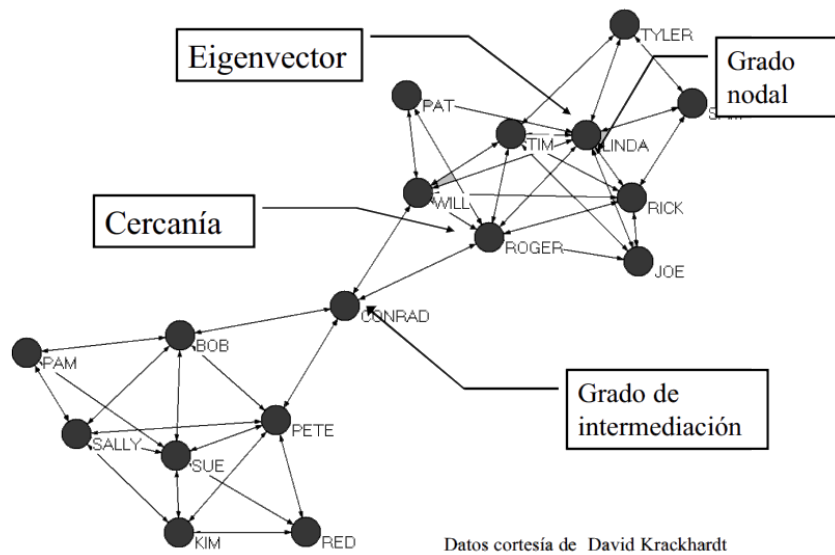 TYLER
Eigenvector
Grado
nodal
PAT
TIM
LINDA
WILL
RICK
Cercanía
ROGER
JOE
CONRAD
BOB
PAM
Grado de
intermediación
PETE
SALLY
SUE
KIM
RED
Datos cortesía de David Krackhardt